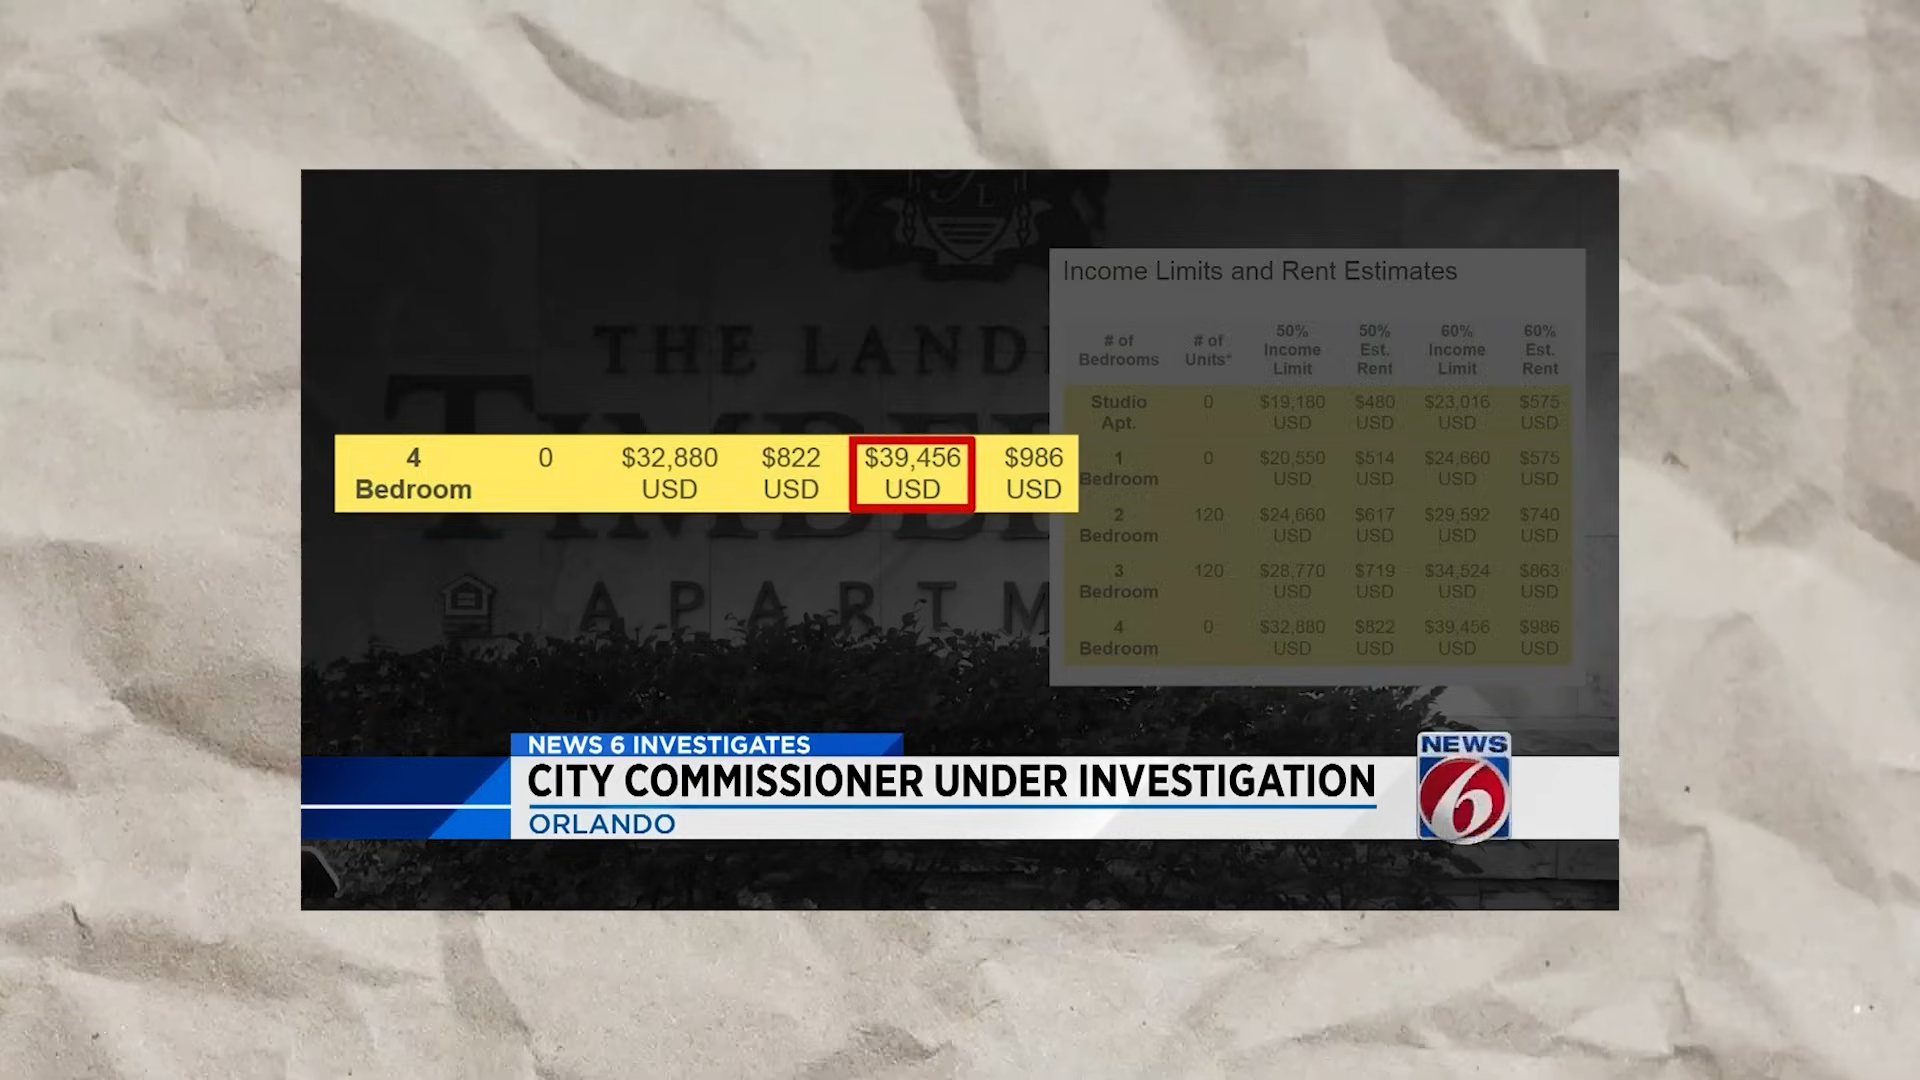 THE LAND
TIMBE
APARTM
Income Limits and Rent Estimates
# of Bedrooms # of Units* 50% Income Limit 50% Est. Rent 60% Income Limit 60% Est. Rent
Studio Apt. 0 $19,180 USD $480 USD $23,016 USD $575 USD
1 Bedroom 0 $20,550 USD $514 USD $24,660 USD $575 USD
2 Bedroom 120 $24,660 USD $617 USD $29,592 USD $740 USD
3 Bedroom 120 $28,770 USD $719 USD $34,524 USD $863 USD
4 Bedroom 0 $32,880 USD $822 USD $39,456 USD $986 USD
4 Bedroom 0 $32,880 USD $822 USD $39,456 USD $986 USD
NEWS 6 INVESTIGATES
CITY COMMISSIONER UNDER INVESTIGATION
ORLANDO
NEWS
6